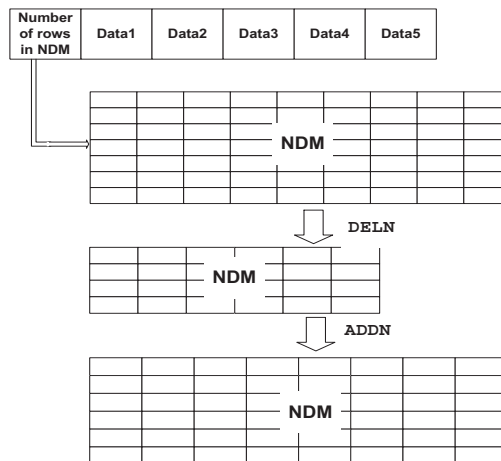 Number
of rows
in NDM
Data1
Data2
Data3
Data4
Data5
NDM
DELN
NDM
ADDN
NDM